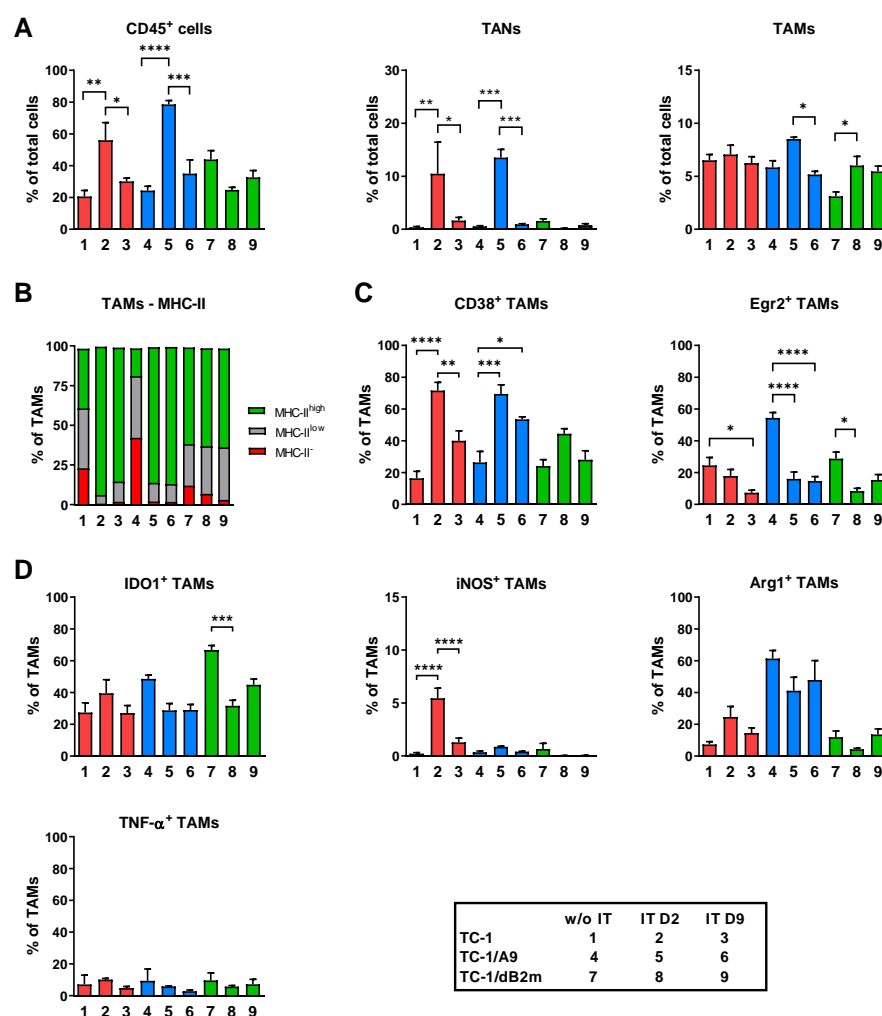 A
CD45+ cells
TANs
TAMs
**** *** ** *
% of total cells
100
80
60
40
20
0
1 2 3 4 5 6 7 8 9
** * *** ***
% of total cells
30
20
10
0
1 2 3 4 5 6 7 8 9
* *
% of total cells
15
10
5
0
1 2 3 4 5 6 7 8 9
B
TAMs - MHC-II
% of TAMs
100
75
50
25
0
1 2 3 4 5 6 7 8 9
MHC-IIhigh
MHC-IIlow
MHC-II-
C
CD38+ TAMs
**** ** *** *
% of TAMs
100
80
60
40
20
0
1 2 3 4 5 6 7 8 9
Egr2+ TAMs
* **** **** *
% of TAMs
100
80
60
40
20
0
1 2 3 4 5 6 7 8 9
D
IDO1+ TAMs
***
% of TAMs
100
80
60
40
20
0
1 2 3 4 5 6 7 8 9
iNOS+ TAMs
**** ****
% of TAMs
15
10
5
0
1 2 3 4 5 6 7 8 9
Arg1+ TAMs
% of TAMs
100
80
60
40
20
0
1 2 3 4 5 6 7 8 9
TNF-α+ TAMs
% of TAMs
100
80
60
40
20
0
1 2 3 4 5 6 7 8 9
w/o IT IT D2 IT D9
TC-1 1 2 3
TC-1/A9 4 5 6
TC-1/dB2m 7 8 9